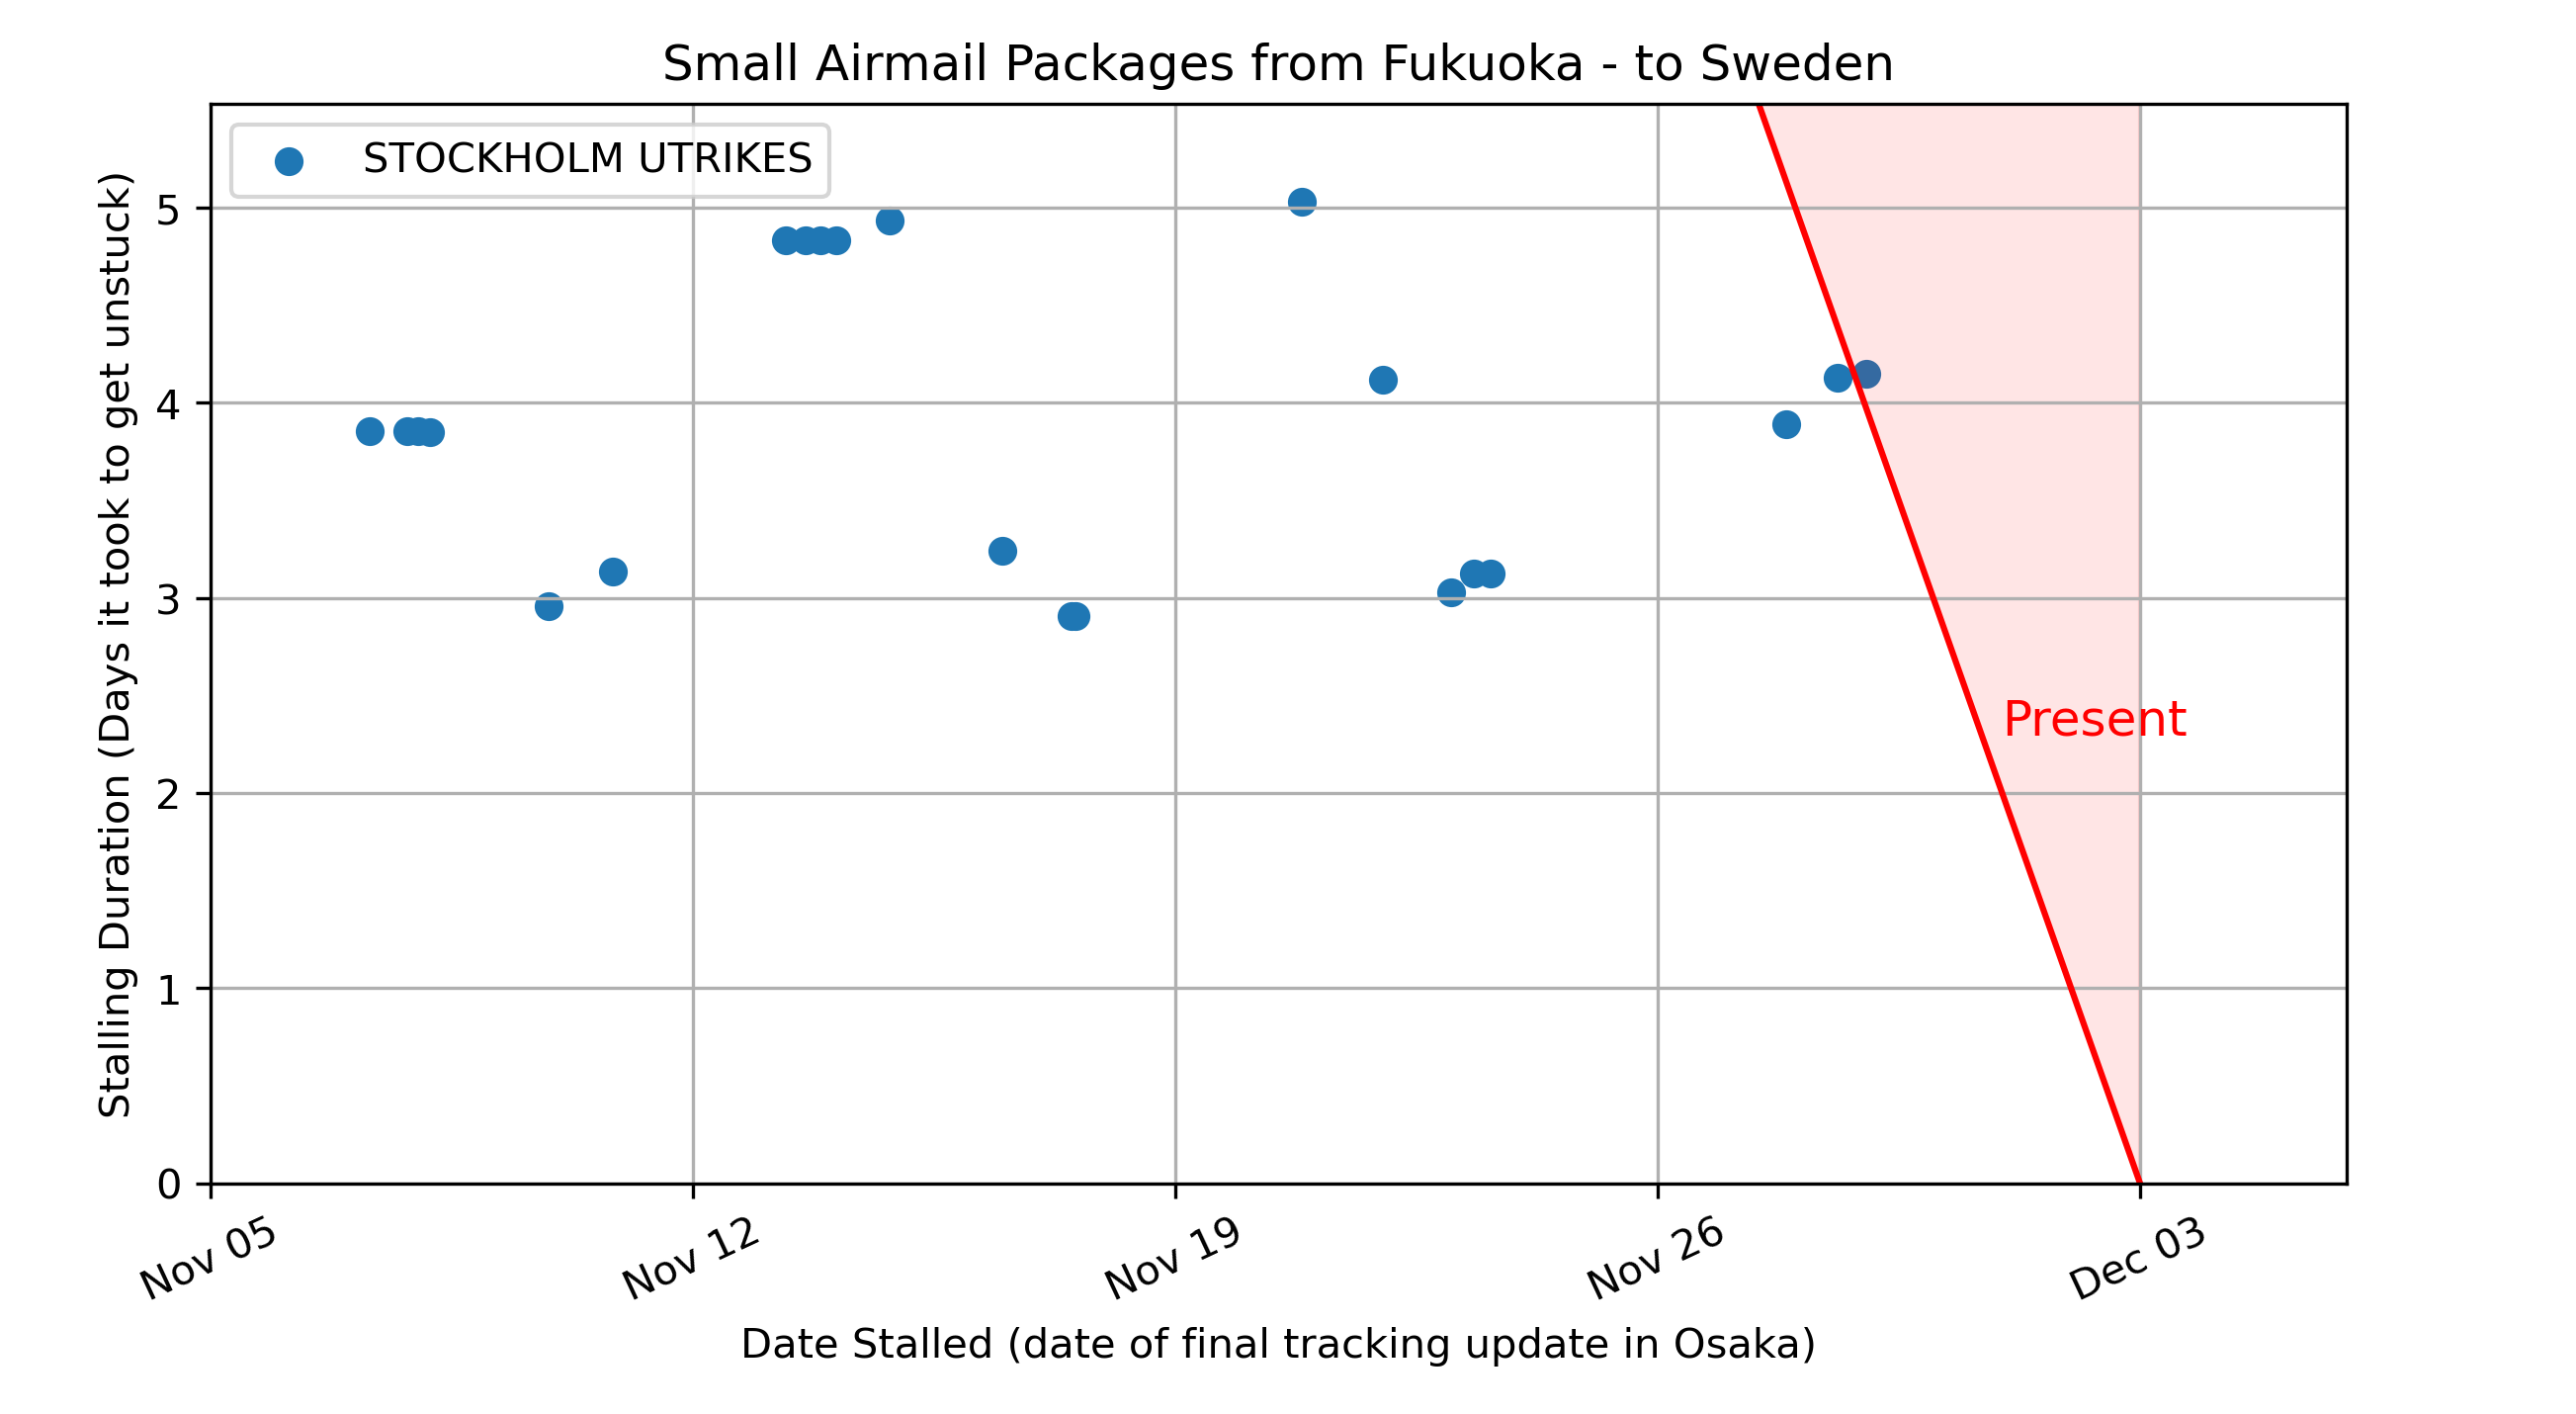 Small Airmail Packages from Fukuoka - to Sweden
STOCKHOLM UTRIKES
Stalling Duration (Days it took to get unstuck)
5
4
3
2
1
0
Present
Nov 05
Nov 12
Nov 19
Nov 26
Dec 03
Date Stalled (date of final tracking update in Osaka)